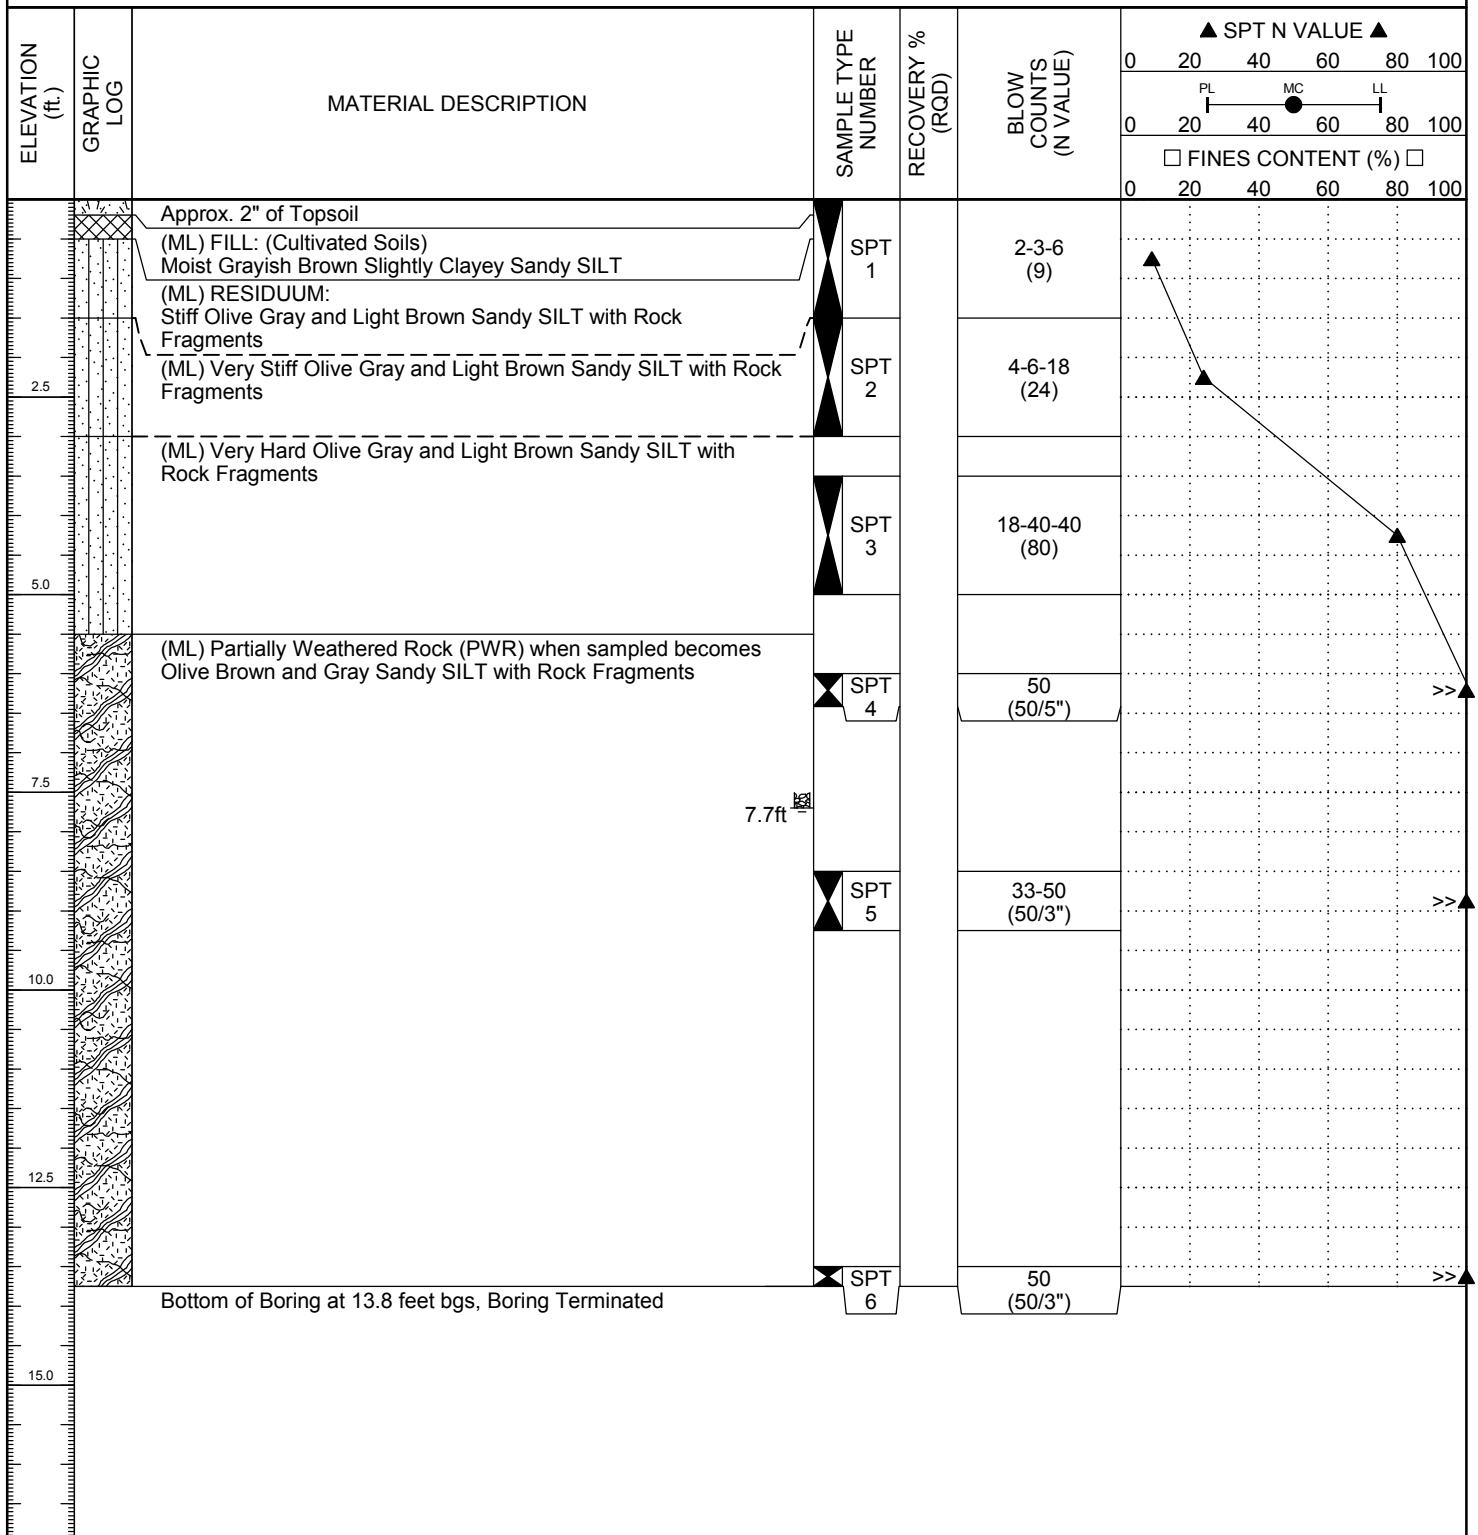 ELEVATION
(ft.)
GRAPHIC
LOG
MATERIAL DESCRIPTION
SAMPLE TYPE
NUMBER
RECOVERY %
(RQD)
BLOW
COUNTS
(N VALUE)
▲ SPT N VALUE ▲
0 20 40 60 80 100
PL MC LL
0 20 40 60 80 100
□ FINES CONTENT (%) □
0 20 40 60 80 100
Approx. 2" of Topsoil
(ML) FILL: (Cultivated Soils)
Moist Grayish Brown Slightly Clayey Sandy SILT
SPT
1
2-3-6
(9)
(ML) RESIDUUM:
Stiff Olive Gray and Light Brown Sandy SILT with Rock
Fragments
(ML) Very Stiff Olive Gray and Light Brown Sandy SILT with Rock
Fragments
SPT
2
4-6-18
(24)
2.5
(ML) Very Hard Olive Gray and Light Brown Sandy SILT with
Rock Fragments
SPT
3
18-40-40
(80)
5.0
(ML) Partially Weathered Rock (PWR) when sampled becomes
Olive Brown and Gray Sandy SILT with Rock Fragments
SPT
4
50
(50/5")
>>
7.5
7.7ft
SPT
5
33-50
(50/3")
>>
10.0
12.5
SPT
6
50
(50/3")
>>
Bottom of Boring at 13.8 feet bgs, Boring Terminated
15.0